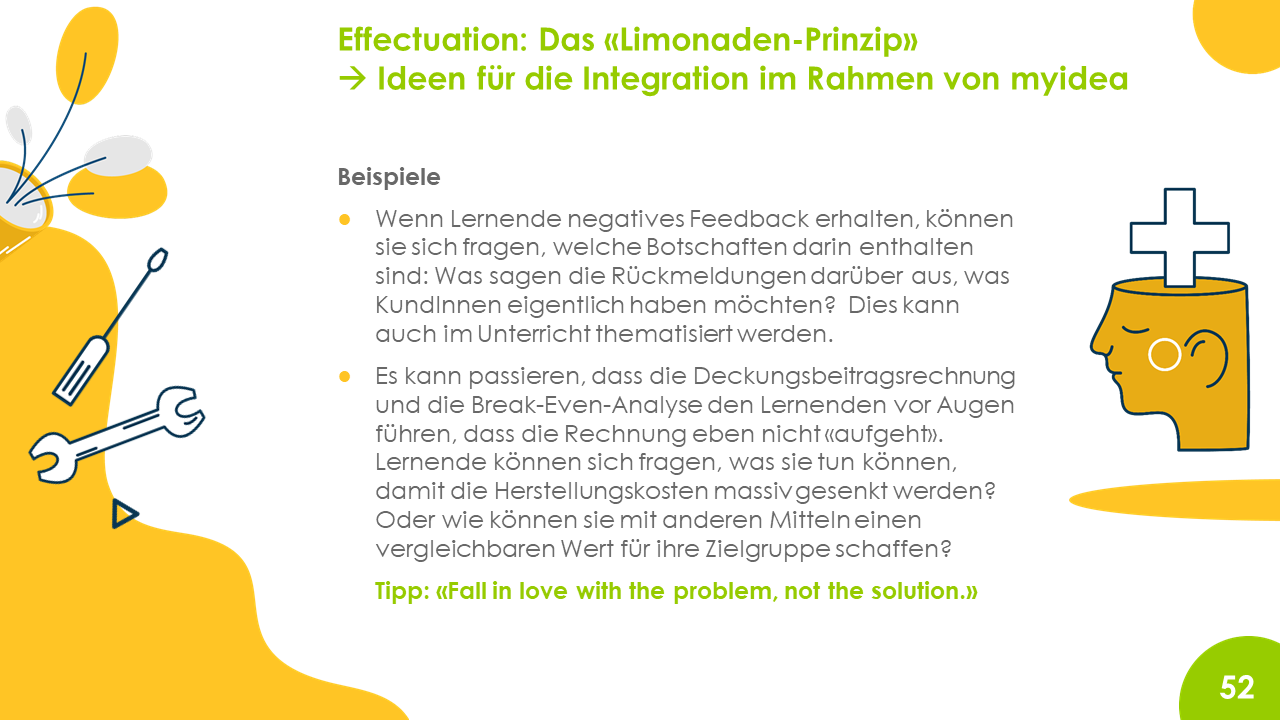 Effectuation: Das «Limonaden-Prinzip»
→ Ideen für die Integration im Rahmen von myidea
Beispiele
● Wenn Lernende negatives Feedback erhalten, können
sie sich fragen, welche Botschaften darin enthalten
sind: Was sagen die Rückmeldungen darüber aus, was
KundInnen eigentlich haben möchten? Dies kann
auch im Unterricht thematisiert werden.
● Es kann passieren, dass die Deckungsbeitragsrechnung
und die Break-Even-Analyse den Lernenden vor Augen
führen, dass die Rechnung eben nicht «aufgeht».
Lernende können sich fragen, was sie tun können,
damit die Herstellungskosten massiv gesenkt werden?
Oder wie können sie mit anderen Mitteln einen
vergleichbaren Wert für ihre Zielgruppe schaffen?
Tipp: «Fall in love with the problem, not the solution.»
52